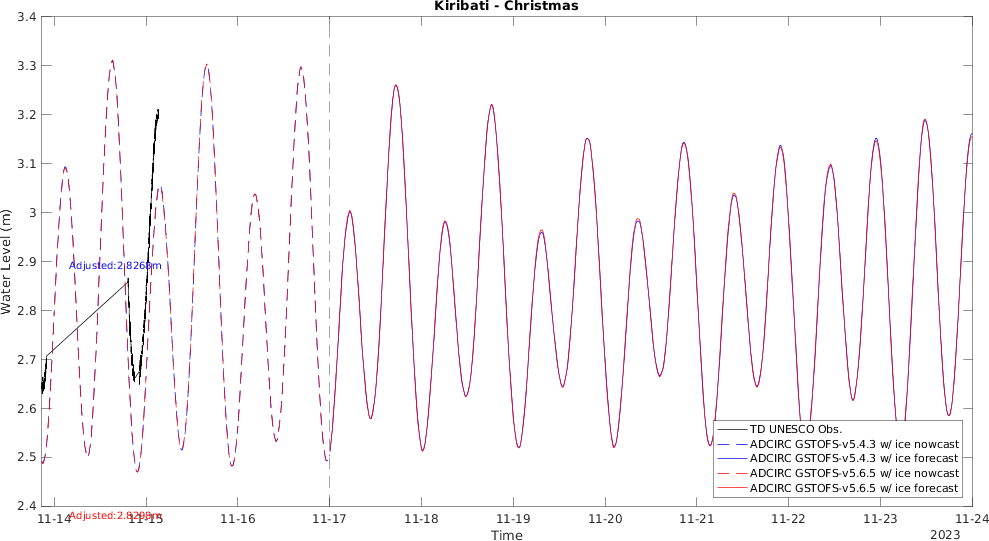 Kiribati - Christmas
3.4
3.3
3.2
3.1
3
2.9
2.8
2.7
2.6
2.5
2.4
Water Level (m)
Adjusted:2.8268m
Adjusted:2.8298m
TD UNESCO Obs.
ADCIRC GSTOFS-v5.4.3 w/ ice nowcast
ADCIRC GSTOFS-v5.4.3 w/ ice forecast
ADCIRC GSTOFS-v5.6.5 w/ ice nowcast
ADCIRC GSTOFS-v5.6.5 w/ ice forecast
11-14 11-15 11-16 11-17 11-18 11-19 11-20 11-21 11-22 11-23 11-24
Time
2023